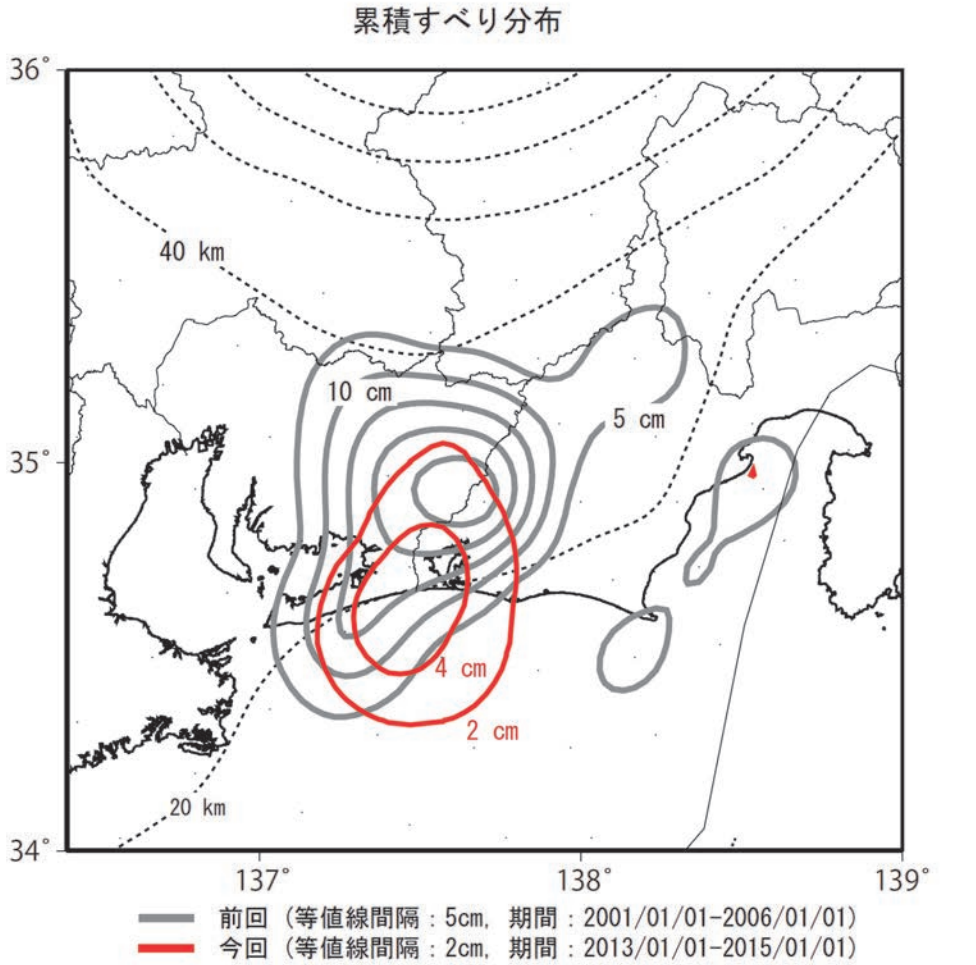 累積すべり分布
36°
40 km
10 cm
5 cm
35°
4 cm
2 cm
20 km
34°
137°
138°
139°
前回 (等値線間隔：5cm, 期間：2001/01/01-2006/01/01)
今回 (等値線間隔：2cm, 期間：2013/01/01-2015/01/01)